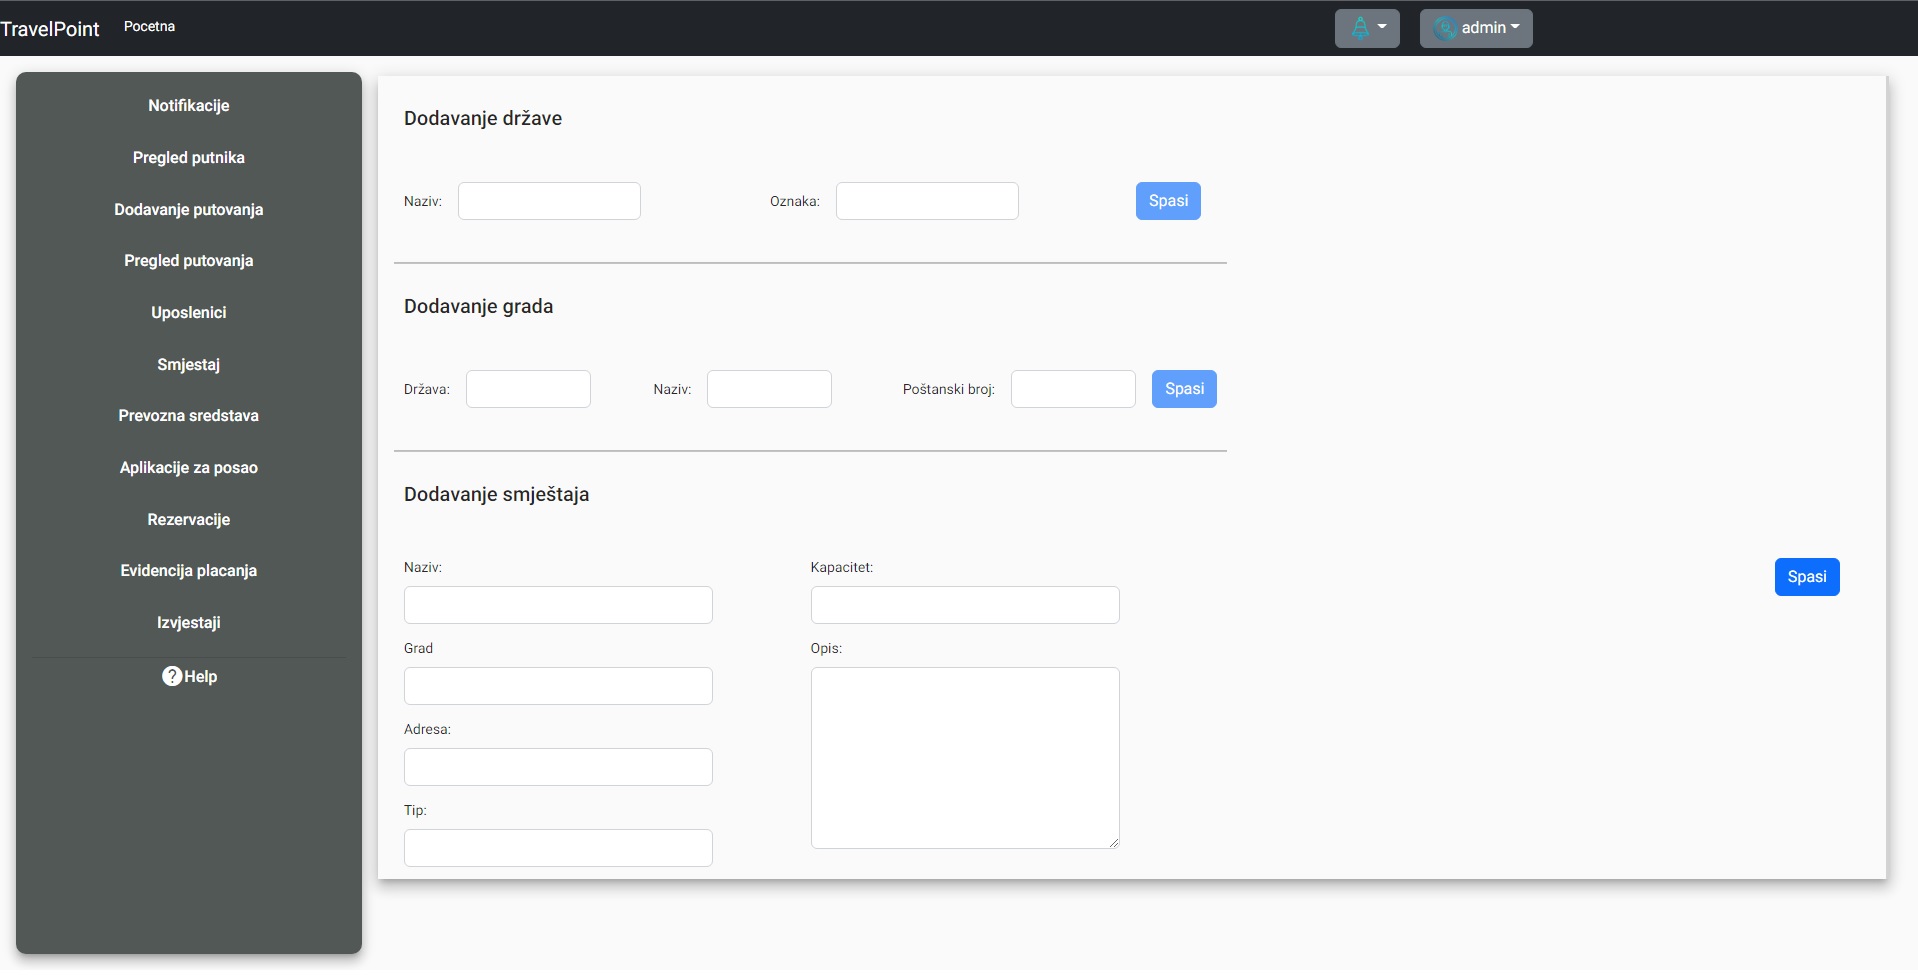 TravelPoint
Pocetna
admin
Notifikacije
Pregled putnika
Dodavanje putovanja
Pregled putovanja
Uposlenici
Smjestaj
Prevozna sredstava
Aplikacije za posao
Rezervacije
Evidencija placanja
Izvjestaji
Help
Dodavanje države
Naziv:
Oznaka:
Spasi
Dodavanje grada
Država:
Naziv:
Poštanski broj:
Spasi
Dodavanje smještaja
Naziv:
Kapacitet:
Spasi
Grad
Opis:
Adresa:
Tip: